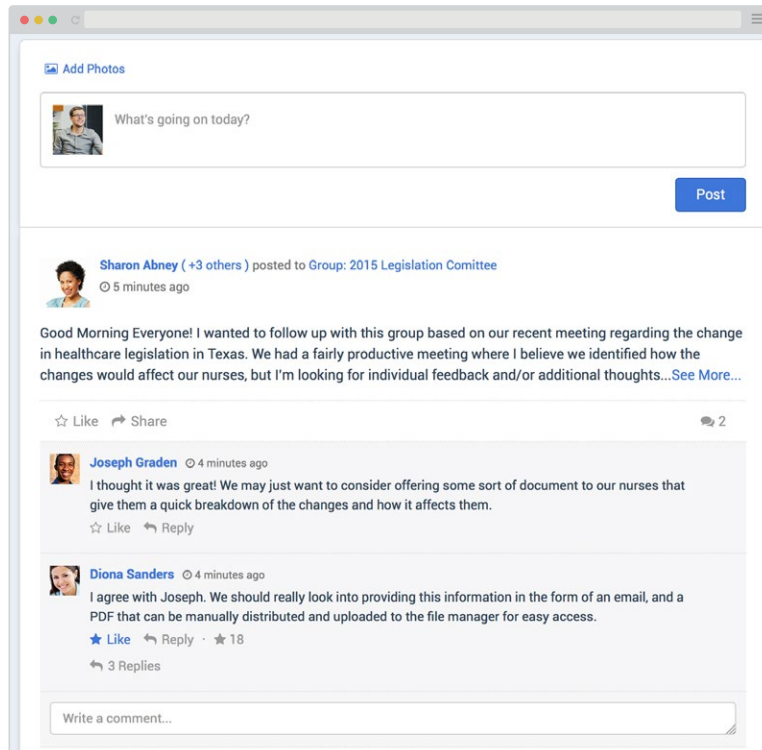 Add Photos
What's going on today?
Post
Sharon Abney ( +3 others ) posted to Group: 2015 Legislation Comittee
5 minutes ago
Good Morning Everyone! I wanted to follow up with this group based on our recent meeting regarding the change
in healthcare legislation in Texas. We had a fairly productive meeting where I believe we identified how the
changes would affect our nurses, but I'm looking for individual feedback and/or additional thoughts...See More...
Like Share 2
Joseph Graden 4 minutes ago
I thought it was great! We may just want to consider offering some sort of document to our nurses that
give them a quick breakdown of the changes and how it affects them.
Like Reply
Diona Sanders 4 minutes ago
I agree with Joseph. We should really look into providing this information in the form of an email, and a
PDF that can be manually distributed and uploaded to the file manager for easy access.
Like Reply · 18
3 Replies
Write a comment...